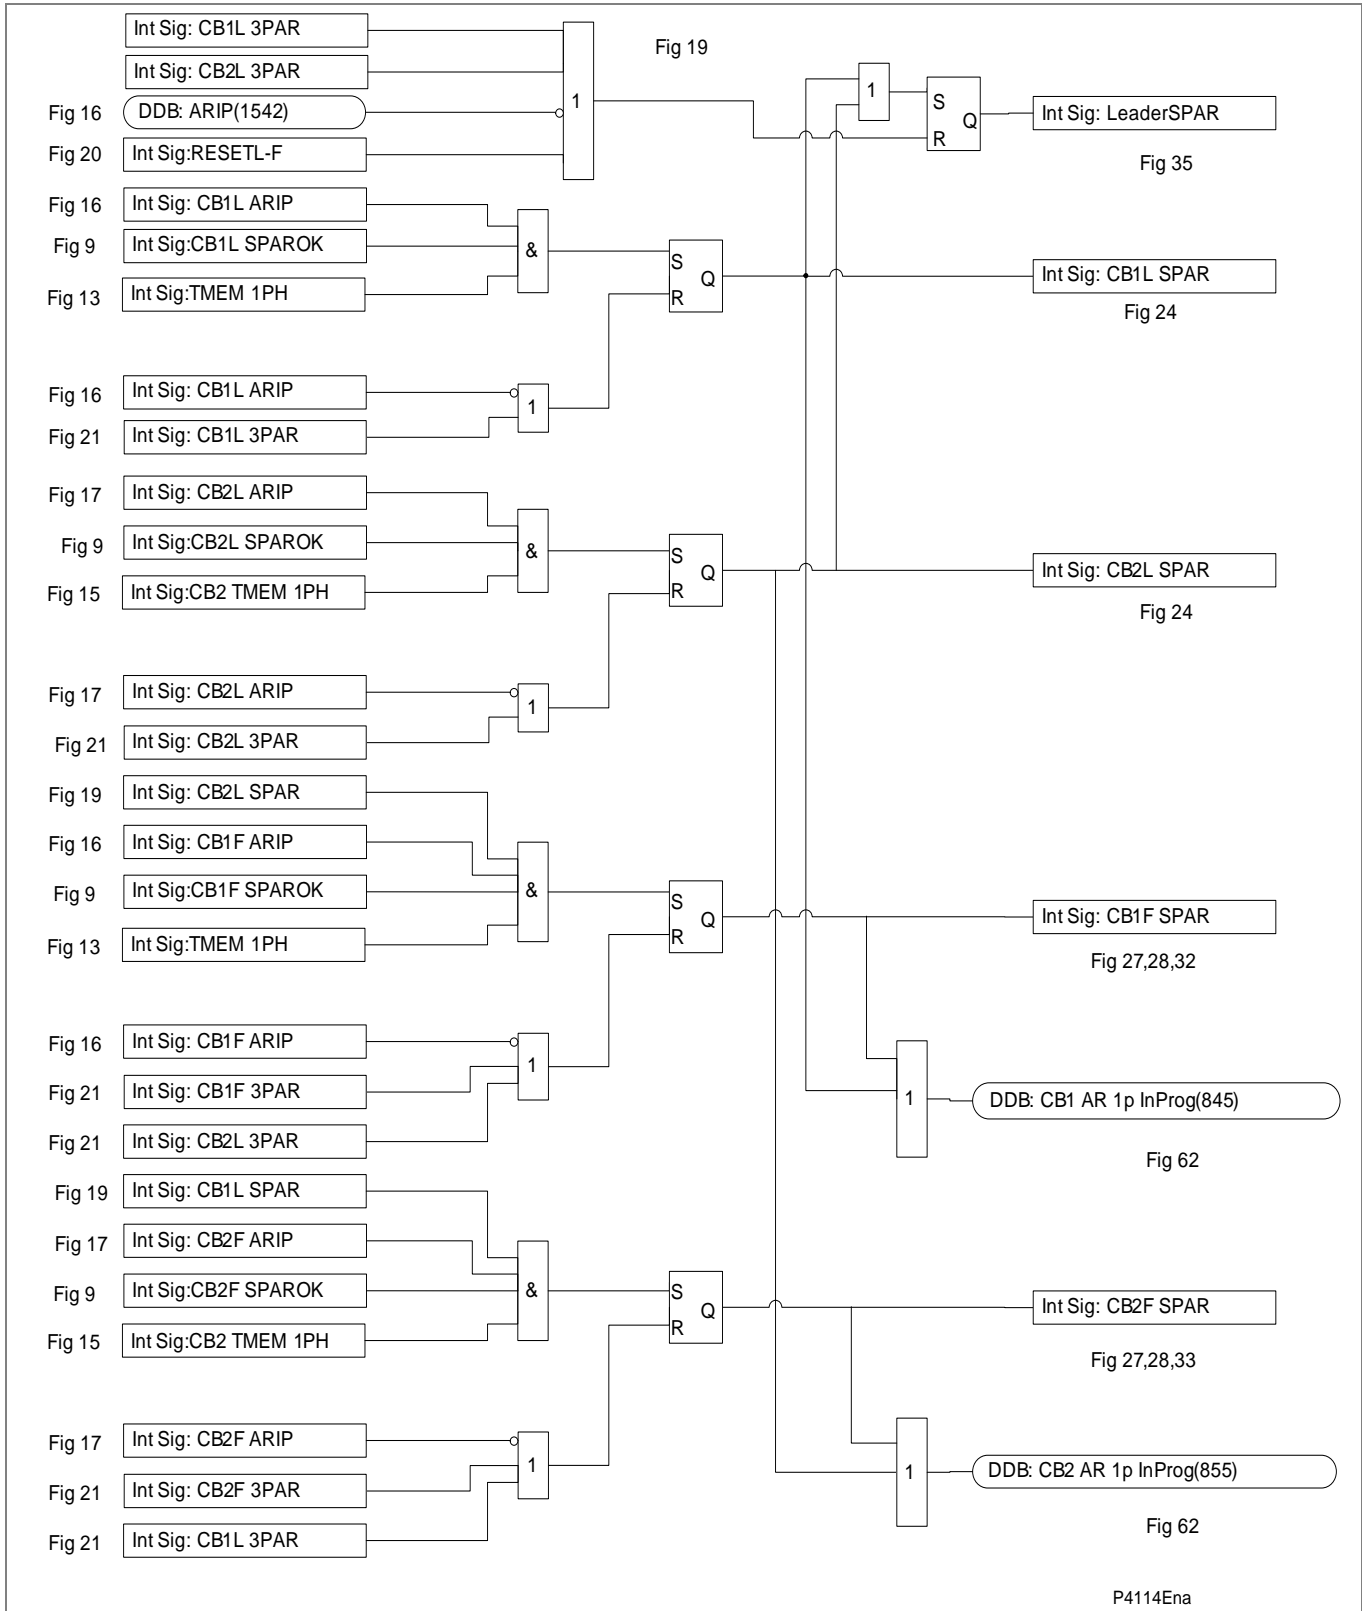 Int Sig: CB1L 3PAR
Fig 19
Int Sig: CB2L 3PAR
1
S
Q
R
Int Sig: LeaderSPAR
Fig 16
DDB: ARIP(1542)
1
Fig 20
Int Sig:RESETL-F
Fig 35
Fig 16
Int Sig: CB1L ARIP
Fig 9
Int Sig:CB1L SPAROK
&
S
Q
R
Int Sig: CB1L SPAR
Fig 13
Int Sig:TMEM 1PH
Fig 24
Fig 16
Int Sig: CB1L ARIP
1
Fig 21
Int Sig: CB1L 3PAR
Fig 17
Int Sig: CB2L ARIP
Fig 9
Int Sig:CB2L SPAROK
&
S
Q
R
Int Sig: CB2L SPAR
Fig 15
Int Sig:CB2 TMEM 1PH
Fig 24
Fig 17
Int Sig: CB2L ARIP
1
Fig 21
Int Sig: CB2L 3PAR
Fig 19
Int Sig: CB2L SPAR
Fig 16
Int Sig: CB1F ARIP
Fig 9
Int Sig:CB1F SPAROK
&
S
Q
R
Int Sig: CB1F SPAR
Fig 13
Int Sig:TMEM 1PH
Fig 27,28,32
Fig 16
Int Sig: CB1F ARIP
1
Fig 21
Int Sig: CB1F 3PAR
1
DDB: CB1 AR 1p InProg(845)
Fig 21
Int Sig: CB2L 3PAR
Fig 62
Fig 19
Int Sig: CB1L SPAR
Fig 17
Int Sig: CB2F ARIP
Fig 9
Int Sig:CB2F SPAROK
&
S
Q
R
Int Sig: CB2F SPAR
Fig 15
Int Sig:CB2 TMEM 1PH
Fig 27,28,33
Fig 17
Int Sig: CB2F ARIP
1
Fig 21
Int Sig: CB2F 3PAR
1
DDB: CB2 AR 1p InProg(855)
Fig 21
Int Sig: CB1L 3PAR
Fig 62
P4114Ena